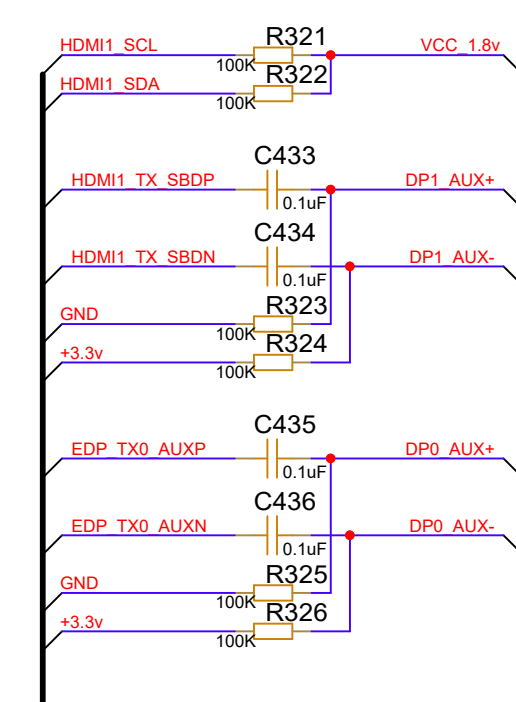 R321
HDMI1_SCL
VCC_1.8v
100K
R322
HDMI1_SDA
100K
C433
HDMI1_TX_SBDP
DP1_AUX+
0.1uF
C434
HDMI1_TX_SBDN
DP1_AUX-
0.1uF
R323
GND
100K
R324
+3.3v
100K
C435
EDP_TX0_AUXP
DP0_AUX+
0.1uF
C436
EDP_TX0_AUXN
DP0_AUX-
0.1uF
R325
GND
100K
R326
+3.3v
100K